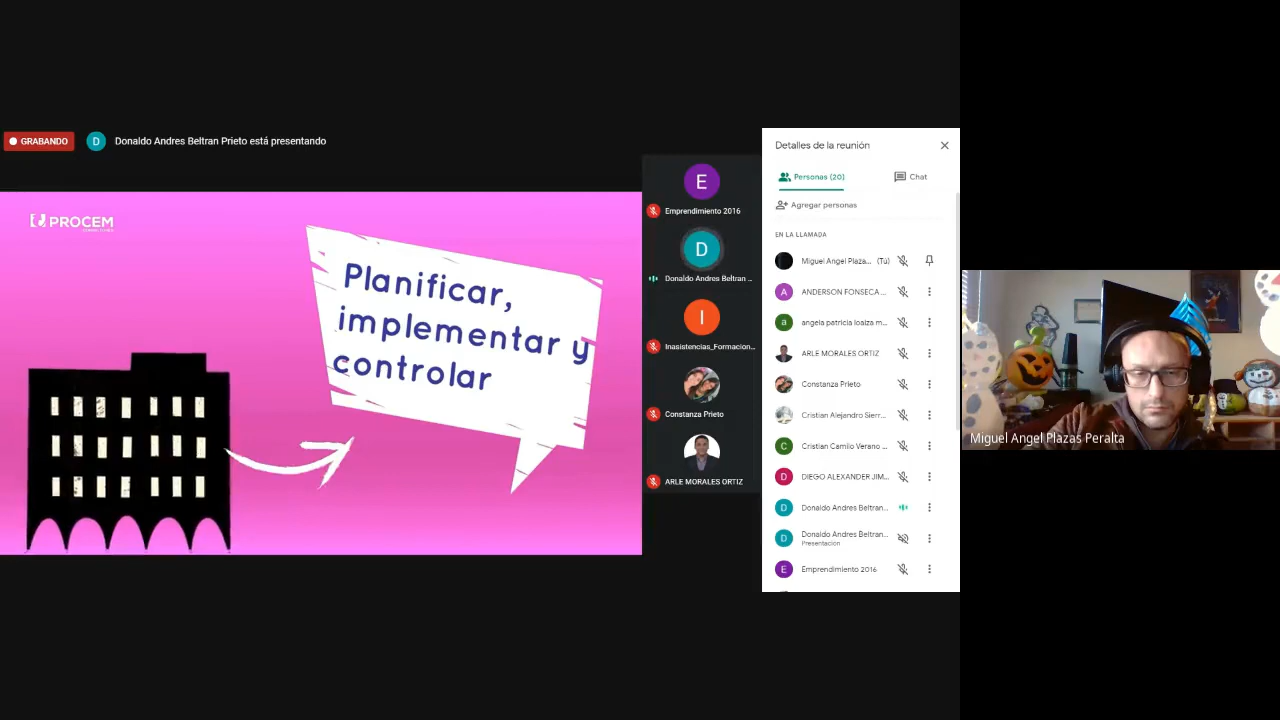 GRABANDO
D
Donaldo Andres Beltran Prieto está presentando
PROCEM
Planificar,
implementar y
controlar
E
Emprendimiento 2016
D
Donaldo Andres Beltran ...
I
Inasistencias_Formacion...
Constanza Prieto
ARLE MORALES ORTIZ
Detalles de la reunión
Personas (20)
Chat
Agregar personas
EN LA LLAMADA
Miguel Angel Plaza... (Tú)
A
ANDERSON FONSECA ...
a
angela patricia loaiza m...
ARLE MORALES ORTIZ
Constanza Prieto
Cristian Alejandro Sierr...
C
Cristian Camilo Verano ...
D
DIEGO ALEXANDER JIM...
D
Donaldo Andres Beltran...
D
Donaldo Andres Beltran...
Presentación
E
Emprendimiento 2016
Miguel Angel Plazas Peralta